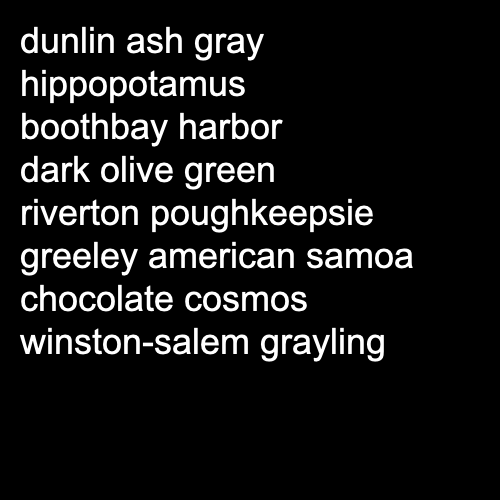 dunlin ash gray
hippopotamus
boothbay harbor
dark olive green
riverton poughkeepsie
greeley american samoa
chocolate cosmos
winston-salem grayling